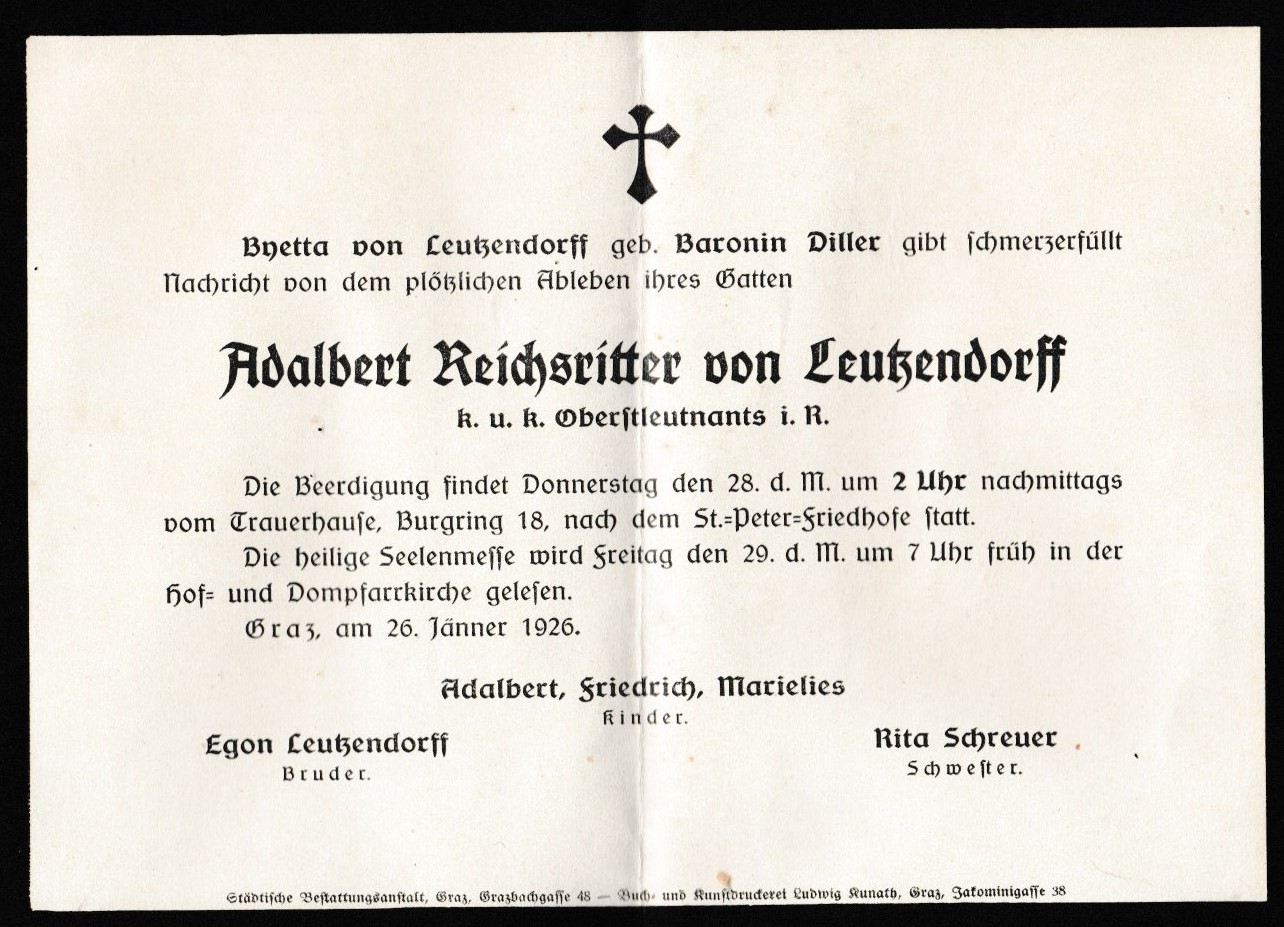 Byetta von Leutzendorff geb. Baronin Diller gibt schmerzerfüllt
Nachricht von dem plötzlichen Ableben ihres Gatten
Adalbert Reichsritter von Leutzendorff
k. u. k. Oberstleutnants i. R.
Die Beerdigung findet Donnerstag den 28. d. M. um 2 Uhr nachmittags
vom Trauerhause, Burgring 18, nach dem St.=Peter=Friedhofe statt.
Die heilige Seelenmesse wird Freitag den 29. d. M. um 7 Uhr früh in der
Hof= und Dompfarrkirche gelesen.
Graz, am 26. Jänner 1926.
Adalbert, Friedrich, Marielies
Kinder.
Egon Leutzendorff
Bruder.
Rita Schreuer
Schwester.
Städtische Bestattungsanstalt, Graz, Grazbachgasse 48 — Buch- und Kunstdruckerei Ludwig Kunath, Graz, Jakominigasse 38